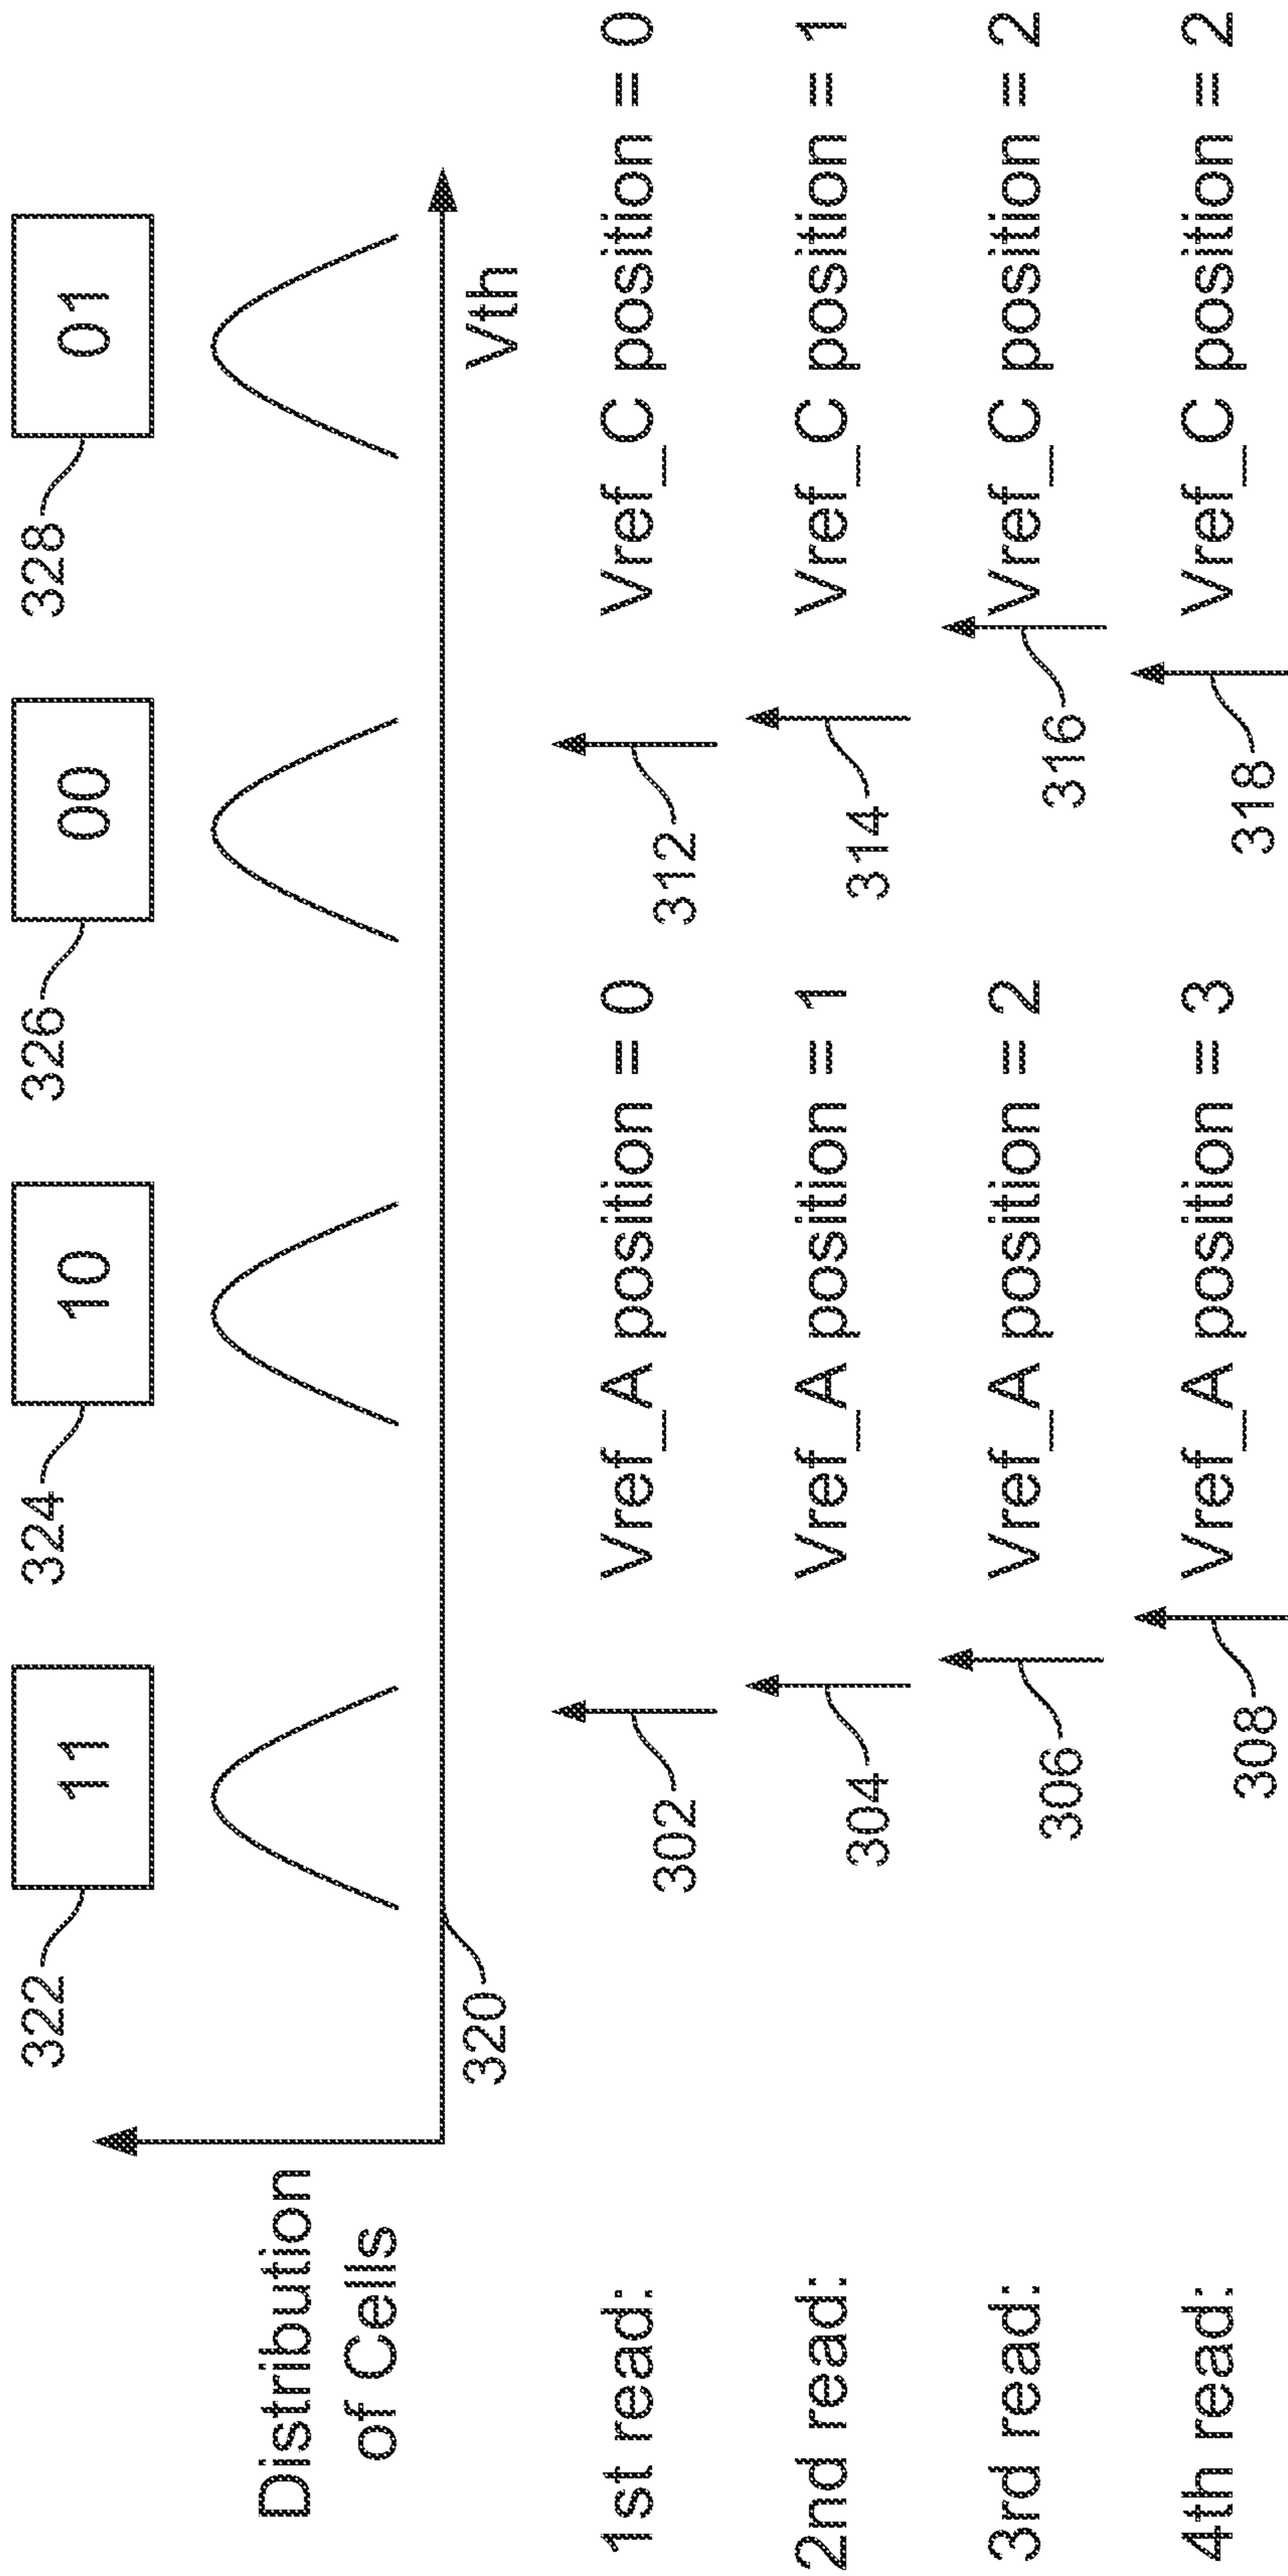 322
11
324
10
326
00
328
01
Distribution
of Cells
320
Vth
1st read:
302
Vref_A position = 0
312
Vref_C position = 0
2nd read:
304
Vref_A position = 1
314
Vref_C position = 1
3rd read:
306
Vref_A position = 2
316
Vref_C position = 2
4th read:
308
Vref_A position = 3
318
Vref_C position = 2